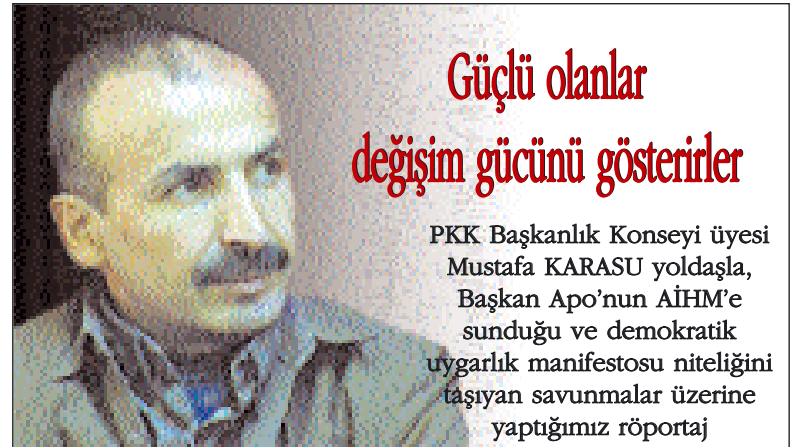 Güçlü olanlar
değişim gücünü gösterirler
PKK Başkanlık Konseyi üyesi
Mustafa KARASU yoldaşla,
Başkan Apo’nun AİHM’e
sunduğu ve demokratik
uygarlık manifestosu niteliğini
taşıyan savunmalar üzerine
yaptığımız röportaj